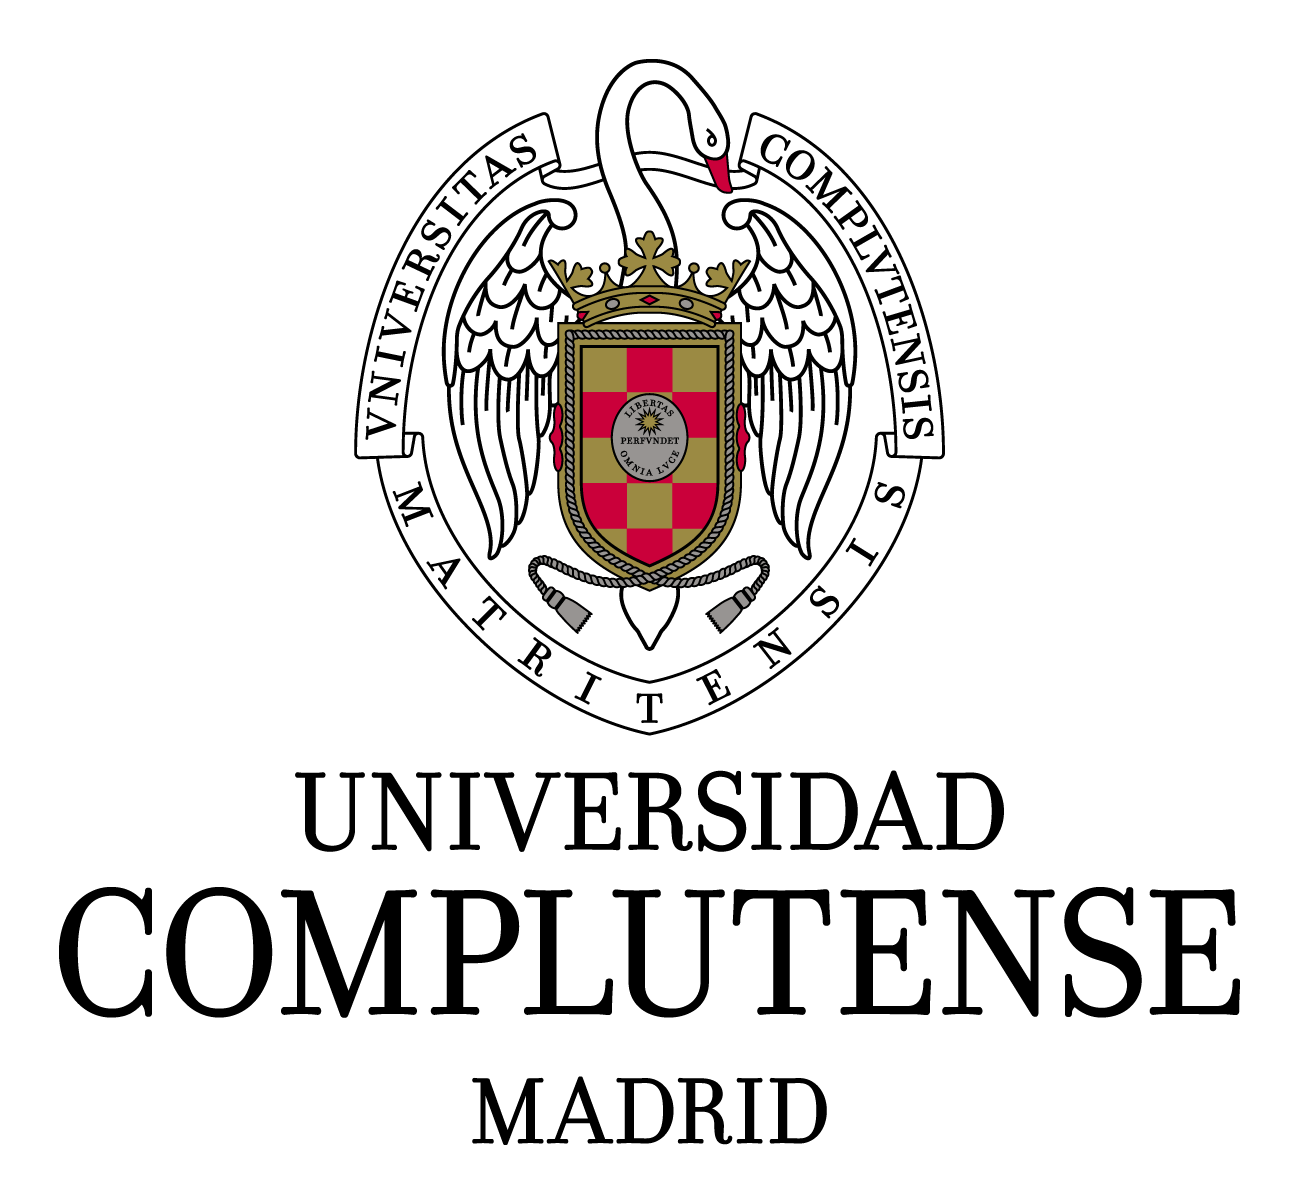 VNIVERSITAS COMPLVTENSIS
MATRITENSIS
LIBERTAS
PERFVNDET
OMNIA LVCE
UNIVERSIDAD
COMPLUTENSE
MADRID